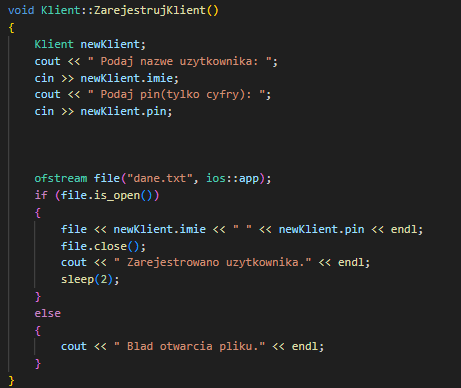 void Klient::ZarejestrujKlient()
{
    Klient newKlient;
    cout << " Podaj nazwe uzytkownika: ";
    cin >> newKlient.imie;
    cout << " Podaj pin(tylko cyfry): ";
    cin >> newKlient.pin;

    ofstream file("dane.txt", ios::app);
    if (file.is_open())
    {
        file << newKlient.imie << " " << newKlient.pin << endl;
        file.close();
        cout << " Zarejestrowano uzytkownika." << endl;
        sleep(2);
    }
    else
    {
        cout << " Blad otwarcia pliku." << endl;
    }
}